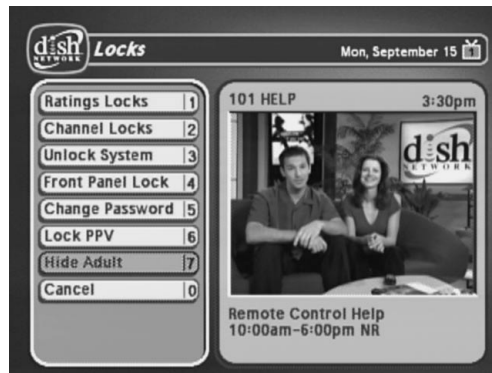 dish
NETWORK
Locks
Mon, September 15
1
Ratings Locks 1
Channel Locks 2
Unlock System 3
Front Panel Lock 4
Change Password 5
Lock PPV 6
Hide Adult 7
Cancel 0
101 HELP 3:30pm
dish
NETWORK
Remote Control Help
10:00am-6:00pm NR